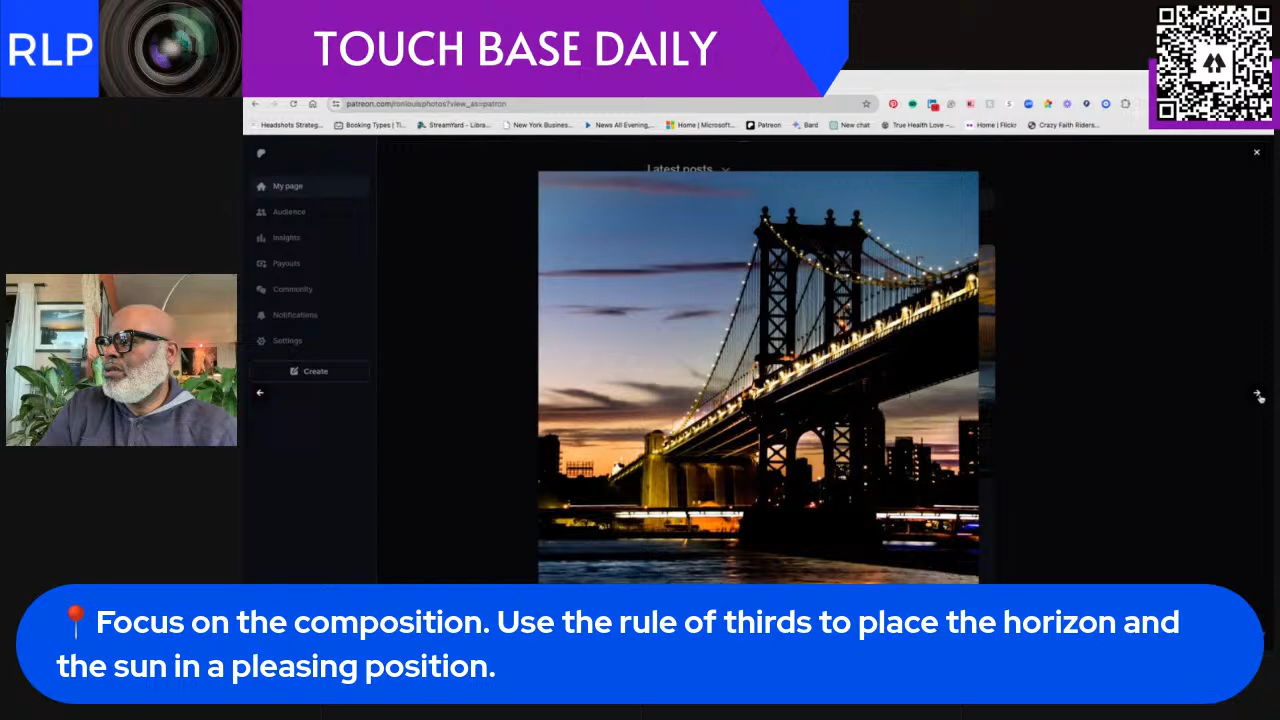 RLP
TOUCH BASE DAILY
patreon.com/ronlouisphotos?view_as=patron
Headshots Strateg...
Booking Types | Ti...
StreamYard - Libra...
New York Busines...
News All Evening,...
Home | Microsoft...
Patreon
Bard
New chat
True Health Love –...
Home | Flickr
Crazy Faith Riders...
Latest posts
My page
Audience
Insights
Payouts
Community
Notifications
Settings
Create
📍 Focus on the composition. Use the rule of thirds to place the horizon and
the sun in a pleasing position.